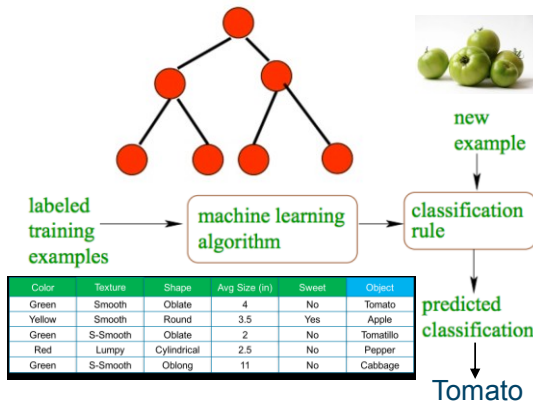 new
example
labeled
training
examples
machine learning
algorithm
classification
rule
Color Texture Shape Avg Size (in) Sweet Object
Green Smooth Oblate 4 No Tomato
Yellow Smooth Round 3.5 Yes Apple
Green S-Smooth Oblate 2 No Tomatillo
Red Lumpy Cylindrical 2.5 No Pepper
Green S-Smooth Oblong 11 No Cabbage
predicted
classification
Tomato